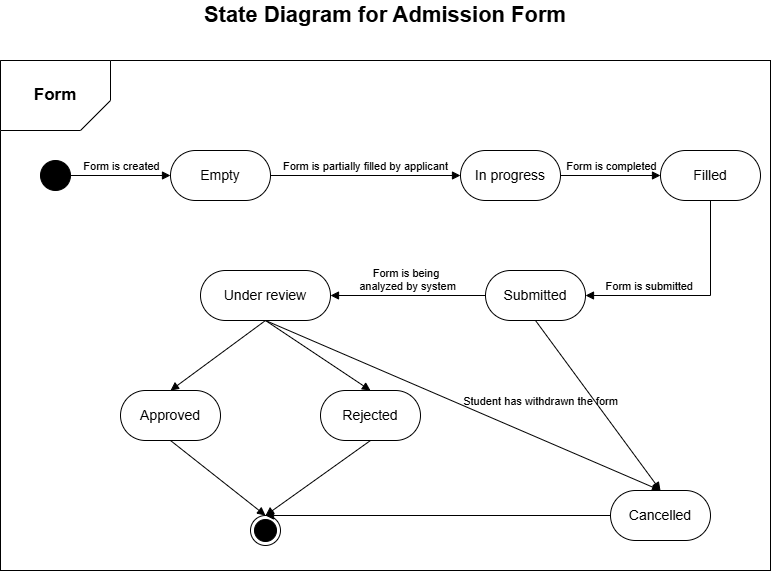 State Diagram for Admission Form
Form
Form is created
Empty
Form is partially filled by applicant
In progress
Form is completed
Filled
Under review
Form is being
analyzed by system
Submitted
Form is submitted
Approved
Rejected
Student has withdrawn the form
Cancelled